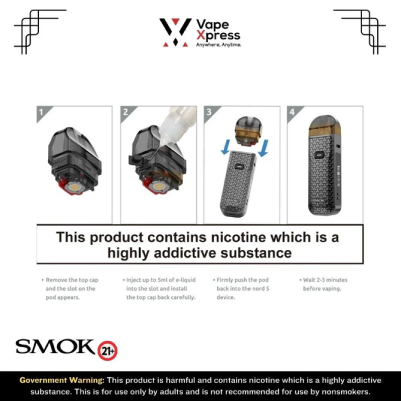 Vape
Xpress
Anywhere, Anytime.
1
2
3
4
This product contains nicotine which is a
highly addictive substance
• Remove the top cap
and the slot on the
pod appears.
• Inject up to 5ml of e-liquid
into the slot and install
the top cap back carefully.
• Firmly push the pod
back into the nord 5
device.
• Wait 2-3 minutes
before vaping.
SMOK 21+
Government Warning: This product is harmful and contains nicotine which is a highly addictive
substance. This is for use only by adults and is not recommended for use by nonsmokers.